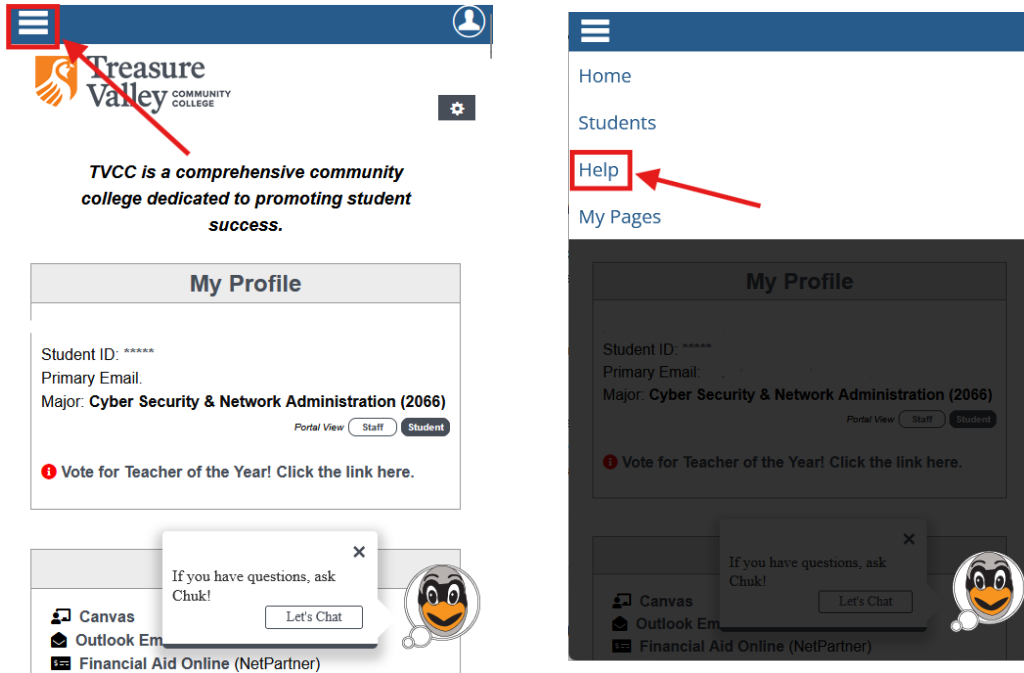 Treasure
Valley COMMUNITY
COLLEGE
TVCC is a comprehensive community
college dedicated to promoting student
success.
My Profile
Student ID: *****
Primary Email.
Major: Cyber Security & Network Administration (2066)
Portal View Staff Student
Vote for Teacher of the Year! Click the link here.
If you have questions, ask
Chuk!
Let's Chat
Canvas
Outlook Em
Financial Aid Online (NetPartner)
Home
Students
Help
My Pages
My Profile
Student ID: *****
Primary Email:
Major: Cyber Security & Network Administration (2066)
Portal View Staff Student
Vote for Teacher of the Year! Click the link here.
If you have questions, ask
Chuk!
Let's Chat
Canvas
Outlook Em
Financial Aid Online (NetPartner)